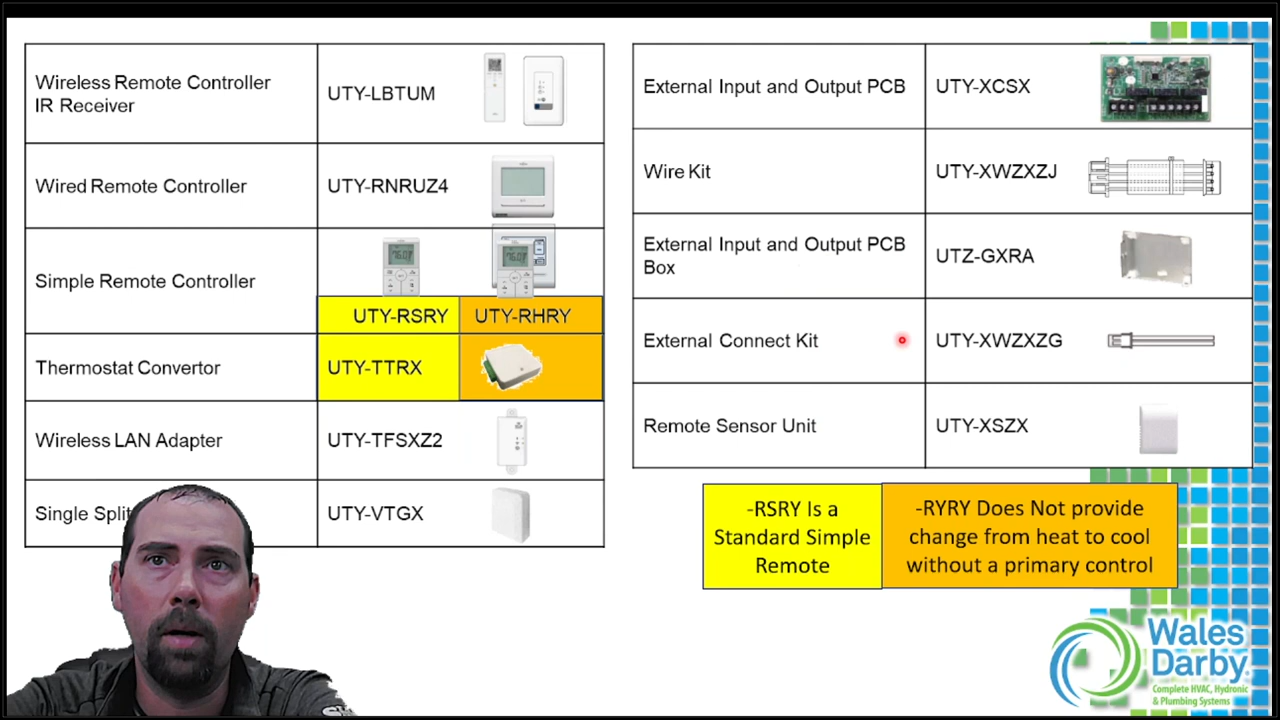 Wireless Remote Controller
IR Receiver
UTY-LBTUM
Wired Remote Controller
UTY-RNRUZ4
Simple Remote Controller
UTY-RSRY
UTY-RHRY
Thermostat Convertor
UTY-TTRX
Wireless LAN Adapter
UTY-TFSXZ2
Single Split
UTY-VTGX
External Input and Output PCB
UTY-XCSX
Wire Kit
UTY-XWZXZJ
External Input and Output PCB
Box
UTZ-GXRA
External Connect Kit
UTY-XWZXZG
Remote Sensor Unit
UTY-XSZX
-RSRY Is a
Standard Simple
Remote
-RYRY Does Not provide
change from heat to cool
without a primary control
Wales
Darby
Complete HVAC, Hydronic
& Plumbing Systems